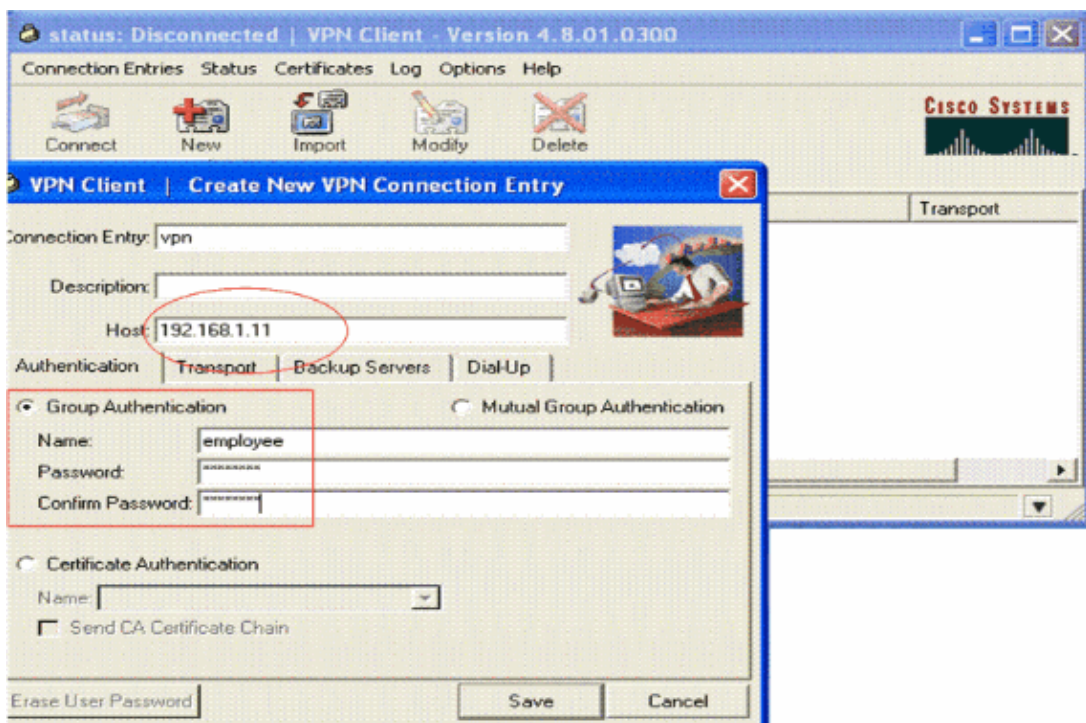 status: Disconnected | VPN Client - Version 4.8.01.0300
Connection Entries Status Certificates Log Options Help
Connect New Import Modify Delete
CISCO SYSTEMS
VPN Client | Create New VPN Connection Entry
Transport
Connection Entry: vpn
Description:
Host: 192.168.1.11
Authentication Transport Backup Servers Dial-Up
Group Authentication Mutual Group Authentication
Name: employee
Password: ********
Confirm Password: ********
Certificate Authentication
Name:
Send CA Certificate Chain
Erase User Password Save Cancel